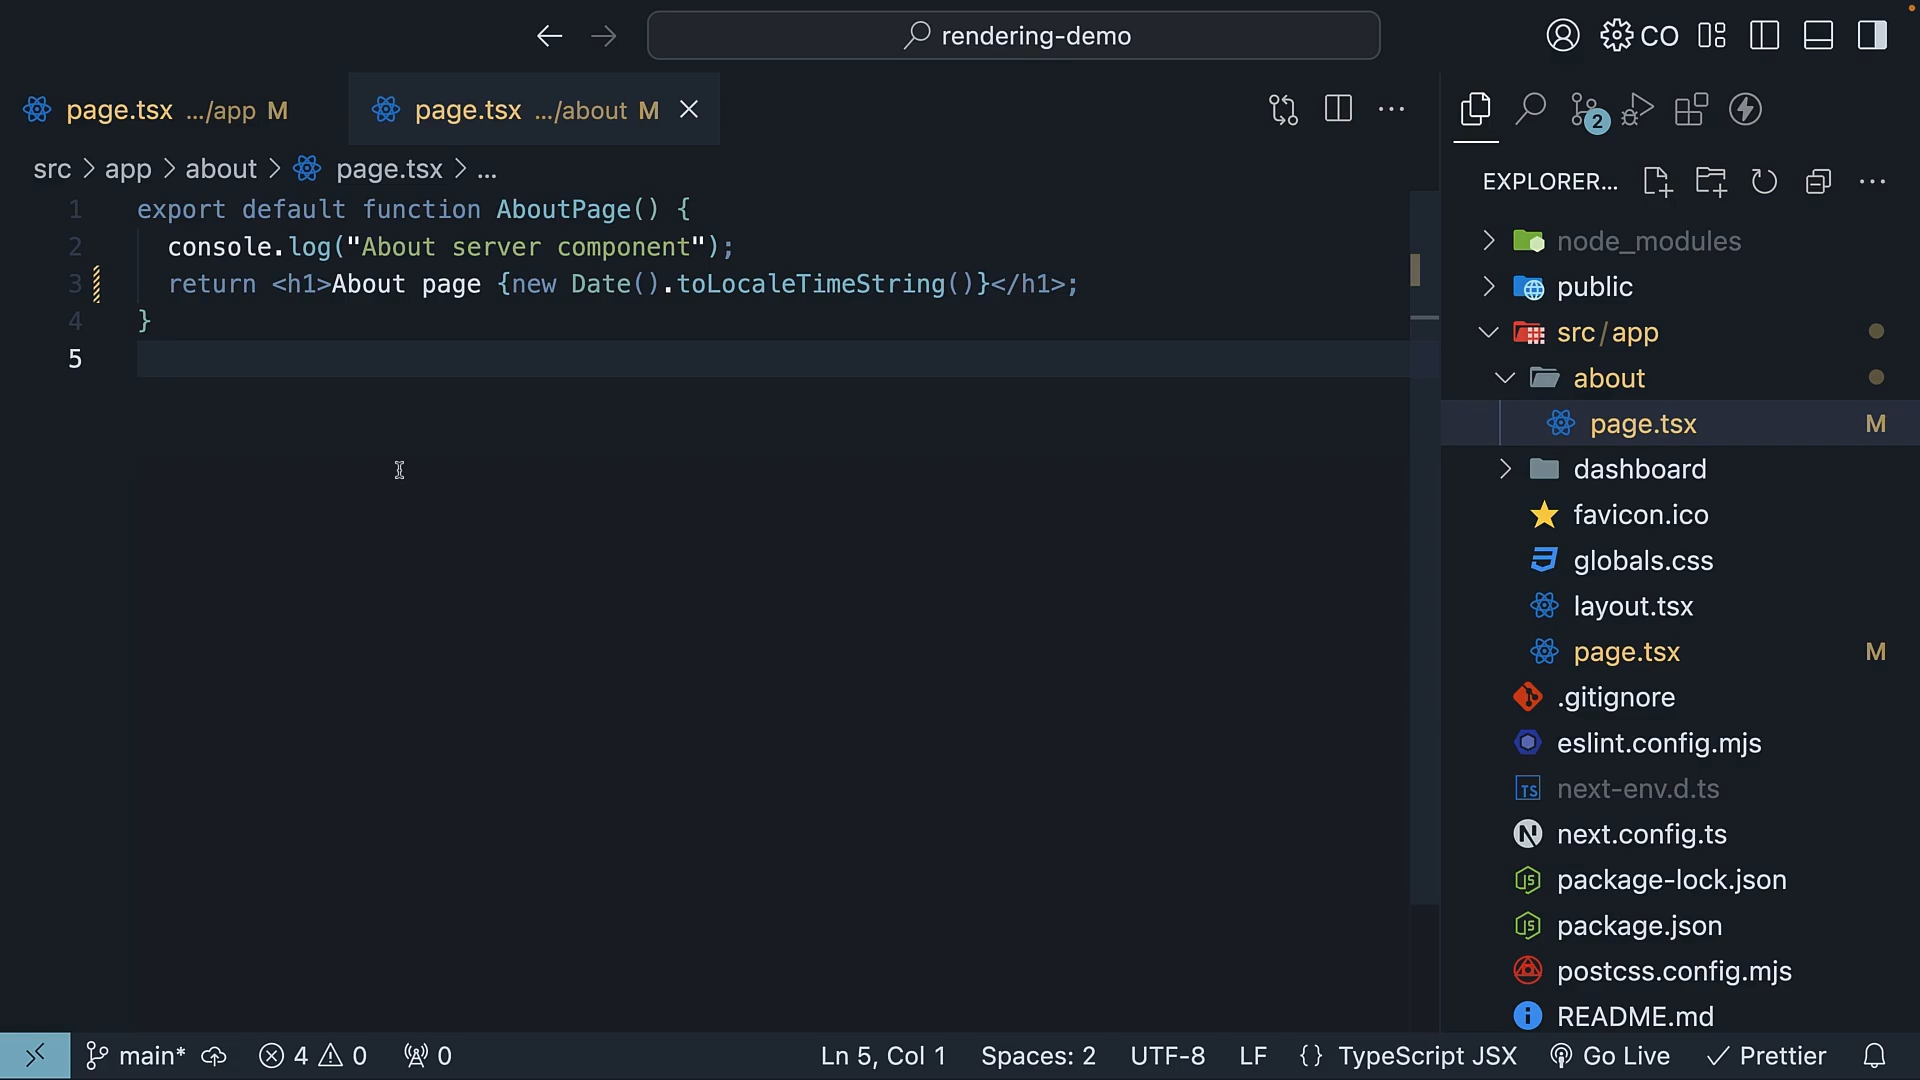 rendering-demo
CO
page.tsx .../app M
page.tsx .../about M
src > app > about > page.tsx > ...
1 export default function AboutPage() {
2 console.log("About server component");
3 return <h1>About page {new Date().toLocaleTimeString()}</h1>;
4 }
5
2
EXPLORER...
node_modules
public
src/app
about
page.tsx M
dashboard
favicon.ico
globals.css
layout.tsx
page.tsx M
.gitignore
eslint.config.mjs
TS next-env.d.ts
next.config.ts
package-lock.json
package.json
postcss.config.mjs
README.md
main* 4 0 0 Ln 5, Col 1 Spaces: 2 UTF-8 LF {} TypeScript JSX Go Live Prettier